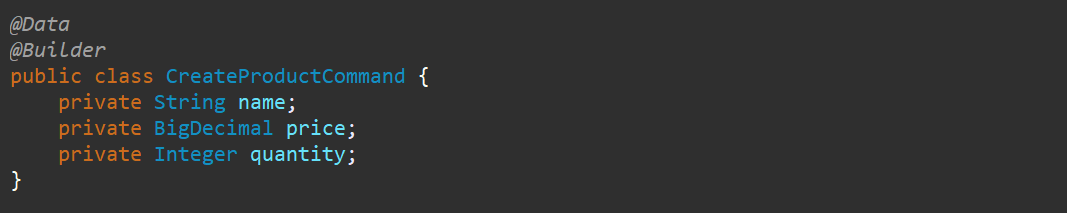 @Data
@Builder
public class CreateProductCommand {
    private String name;
    private BigDecimal price;
    private Integer quantity;
}